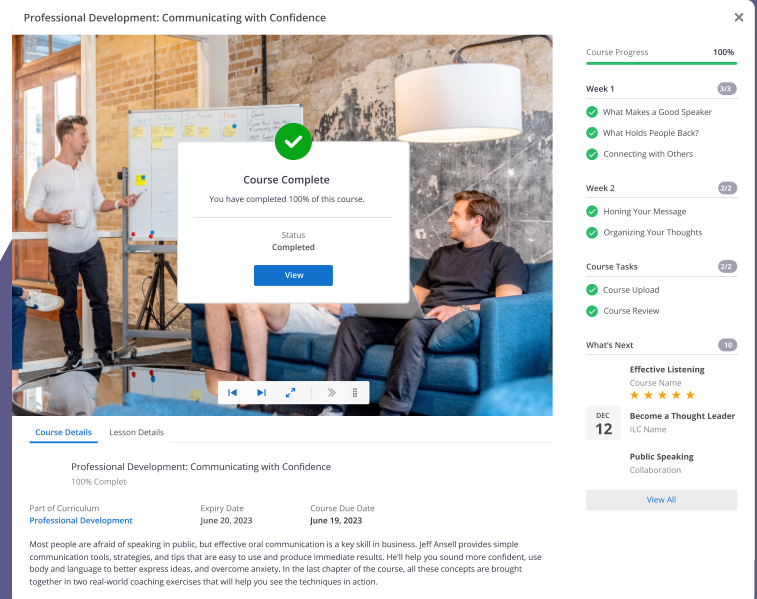 Professional Development: Communicating with Confidence
Course Complete
You have completed 100% of this course.
Status
Completed
View
Course Progress 100%
Week 1 3/3
What Makes a Good Speaker
What Holds People Back?
Connecting with Others
Week 2 2/2
Honing Your Message
Organizing Your Thoughts
Course Tasks 2/2
Course Upload
Course Review
What's Next 10
Effective Listening
Course Name
DEC
12
Become a Thought Leader
ILC Name
Public Speaking
Collaboration
View All
Course Details Lesson Details
Professional Development: Communicating with Confidence
100% Complet
Part of Curriculum Expiry Date Course Due Date
Professional Development June 20, 2023 June 19, 2023
Most people are afraid of speaking in public, but effective oral communication is a key skill in business. Jeff Ansell provides simple
communication tools, strategies, and tips that are easy to use and produce immediate results. He'll help you sound more confident, use
body and language to better express ideas, and overcome anxiety. In the last chapter of the course, all these concepts are brought
together in two real-world coaching exercises that will help you see the techniques in action.